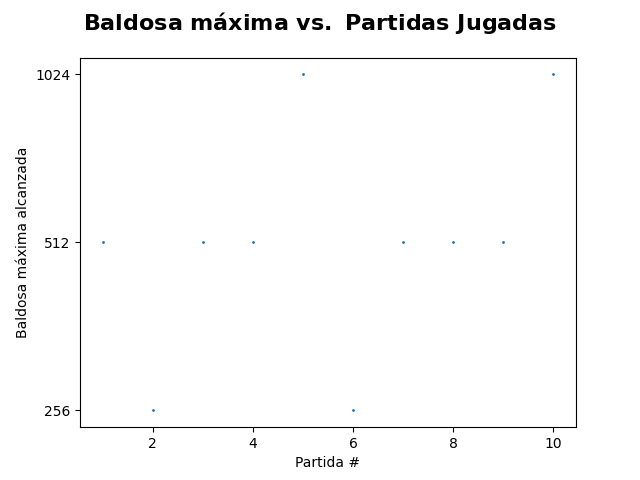 Baldosa máxima vs. Partidas Jugadas
1024
512
256
Baldosa máxima alcanzada
2 4 6 8 10
Partida #